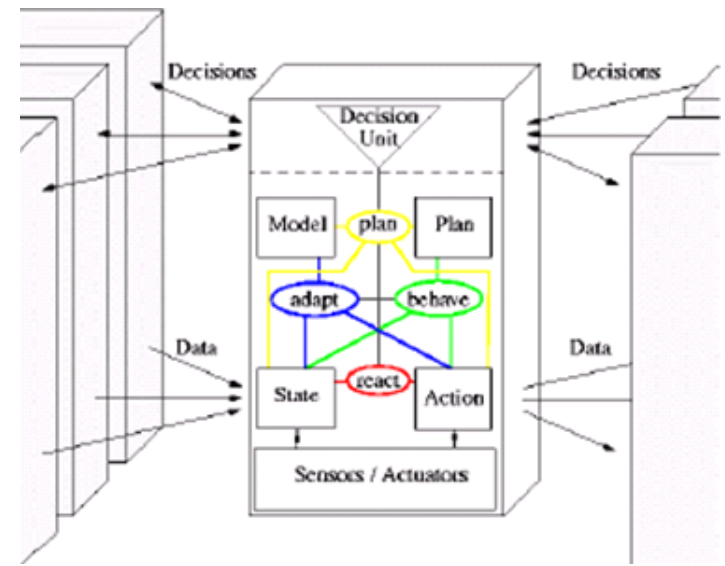 Decisions
Decisions
Decision
Unit
Model
plan
Plan
adapt
behave
Data
Data
State
react
Action
Sensors / Actuators